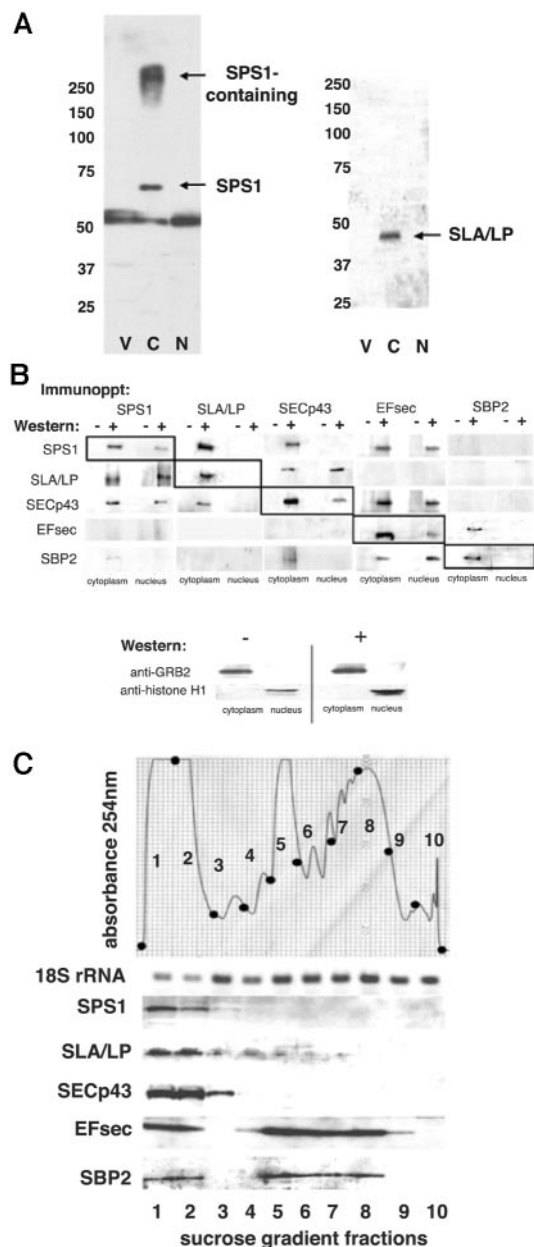 A
250
150
100
75
50
37
25
SPS1-
containing
SPS1
V C N
250
150
100
75
50
37
25
SLA/LP
V C N
B
Immunoppt:
SPS1 SLA/LP SECp43 EFsec SBP2
Western: - + - + - + - + - + - + - + - + - + - +
SPS1
SLA/LP
SECp43
EFsec
SBP2
cytoplasm nucleus cytoplasm nucleus cytoplasm nucleus cytoplasm nucleus cytoplasm nucleus
Western: - +
anti-GRB2
anti-histone H1
cytoplasm nucleus cytoplasm nucleus
C
absorbance 254nm
1 2 3 4 5 6 7 8 9 10
18S rRNA
SPS1
SLA/LP
SECp43
EFsec
SBP2
1 2 3 4 5 6 7 8 9 10
sucrose gradient fractions